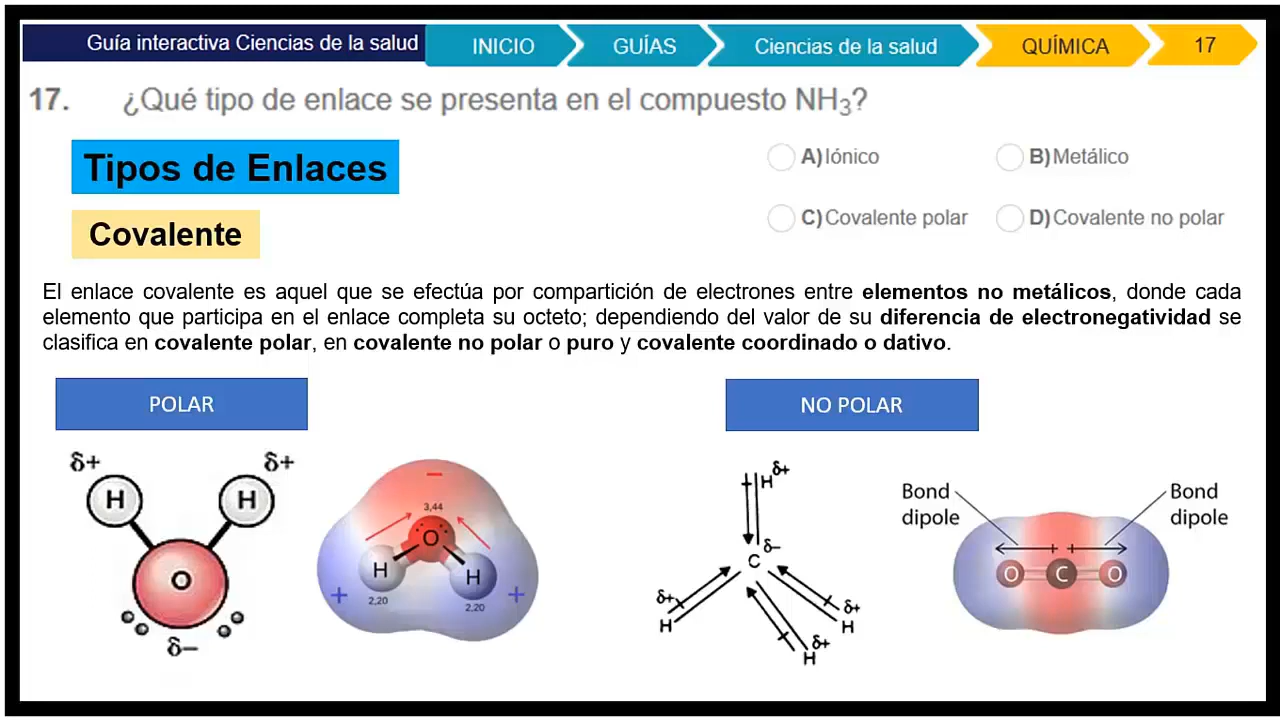 Guía interactiva Ciencias de la salud
INICIO
GUÍAS
Ciencias de la salud
QUÍMICA
17
17. ¿Qué tipo de enlace se presenta en el compuesto NH₃?
Tipos de Enlaces
A) Iónico
B) Metálico
C) Covalente polar
D) Covalente no polar
Covalente
El enlace covalente es aquel que se efectúa por compartición de electrones entre elementos no metálicos, donde cada
elemento que participa en el enlace completa su octeto; dependiendo del valor de su diferencia de electronegatividad se
clasifica en covalente polar, en covalente no polar o puro y covalente coordinado o dativo.
POLAR
NO POLAR
δ+ δ+
H H
O
δ−
−
3,44
O
H H
2,20 2,20
+ +
H δ+
C δ−
δ+ H
H δ+
H δ+
Bond
dipole
Bond
dipole
O C O